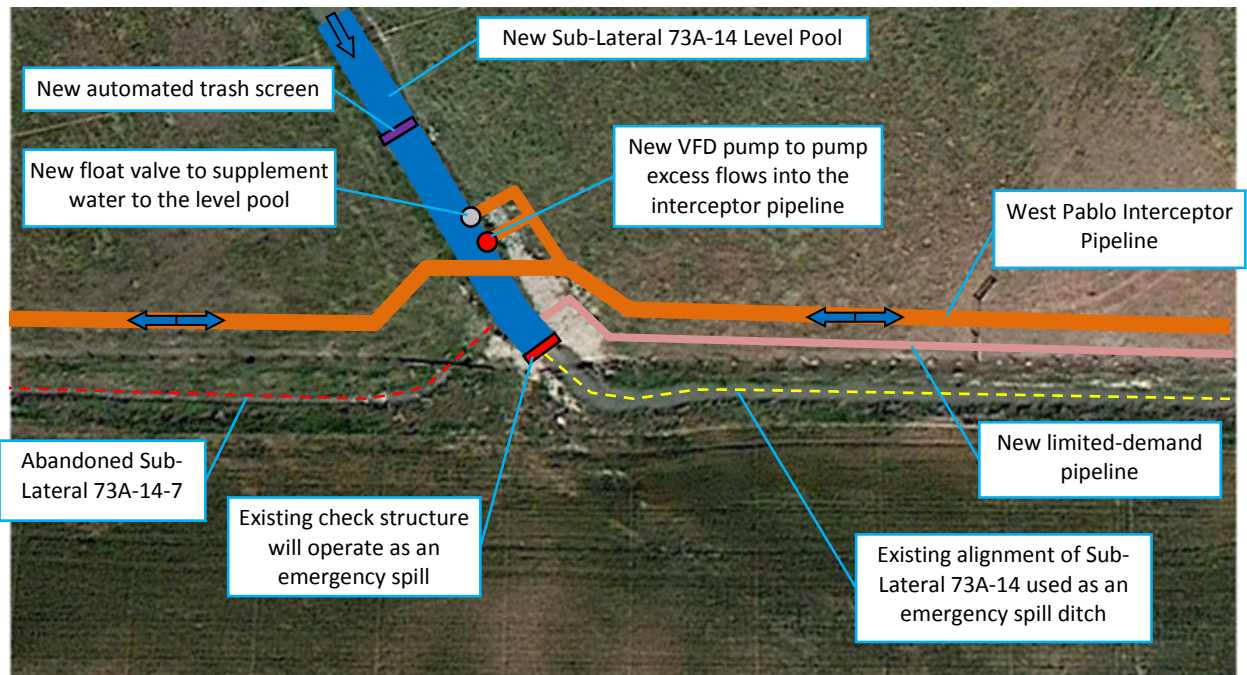 New Sub-Lateral 73A-14 Level Pool
New automated trash screen
New float valve to supplement
water to the level pool
New VFD pump to pump
excess flows into the
interceptor pipeline
West Pablo Interceptor
Pipeline
Abandoned Sub-
Lateral 73A-14-7
Existing check structure
will operate as an
emergency spill
Existing alignment of Sub-
Lateral 73A-14 used as an
emergency spill ditch
New limited-demand
pipeline